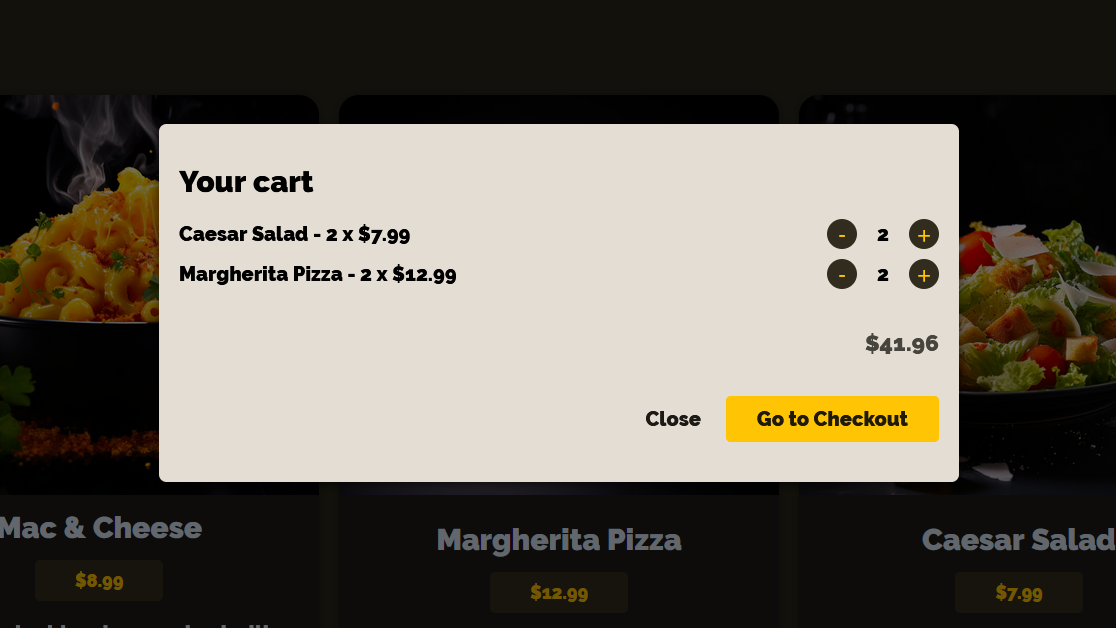 Your cart
Caesar Salad - 2 x $7.99 - 2 +
Margherita Pizza - 2 x $12.99 - 2 +
$41.96
Close Go to Checkout
Mac & Cheese
Margherita Pizza
Caesar Salad
$8.99
$12.99
$7.99